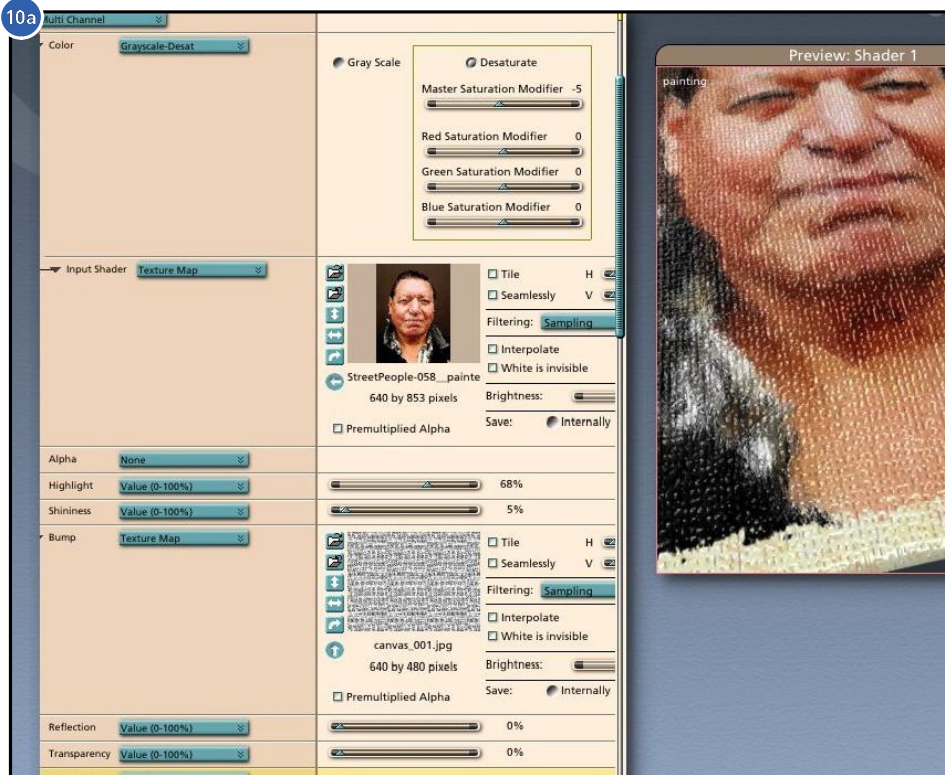 10a
Multi Channel
Color Grayscale-Desat
Gray Scale Desaturate
Master Saturation Modifier -5
Red Saturation Modifier 0
Green Saturation Modifier 0
Blue Saturation Modifier 0
Input Shader Texture Map
Tile H
Seamlessly V
Filtering: Sampling
Interpolate
White is invisible
StreetPeople-058__painte
640 by 853 pixels
Brightness:
Premultiplied Alpha
Save: Internally
Alpha None
Highlight Value (0-100%) 68%
Shininess Value (0-100%) 5%
Bump Texture Map
Tile H
Seamlessly V
Filtering: Sampling
Interpolate
White is invisible
canvas_001.jpg
640 by 480 pixels
Brightness:
Premultiplied Alpha
Save: Internally
Reflection Value (0-100%) 0%
Transparency Value (0-100%) 0%
Preview: Shader 1
painting